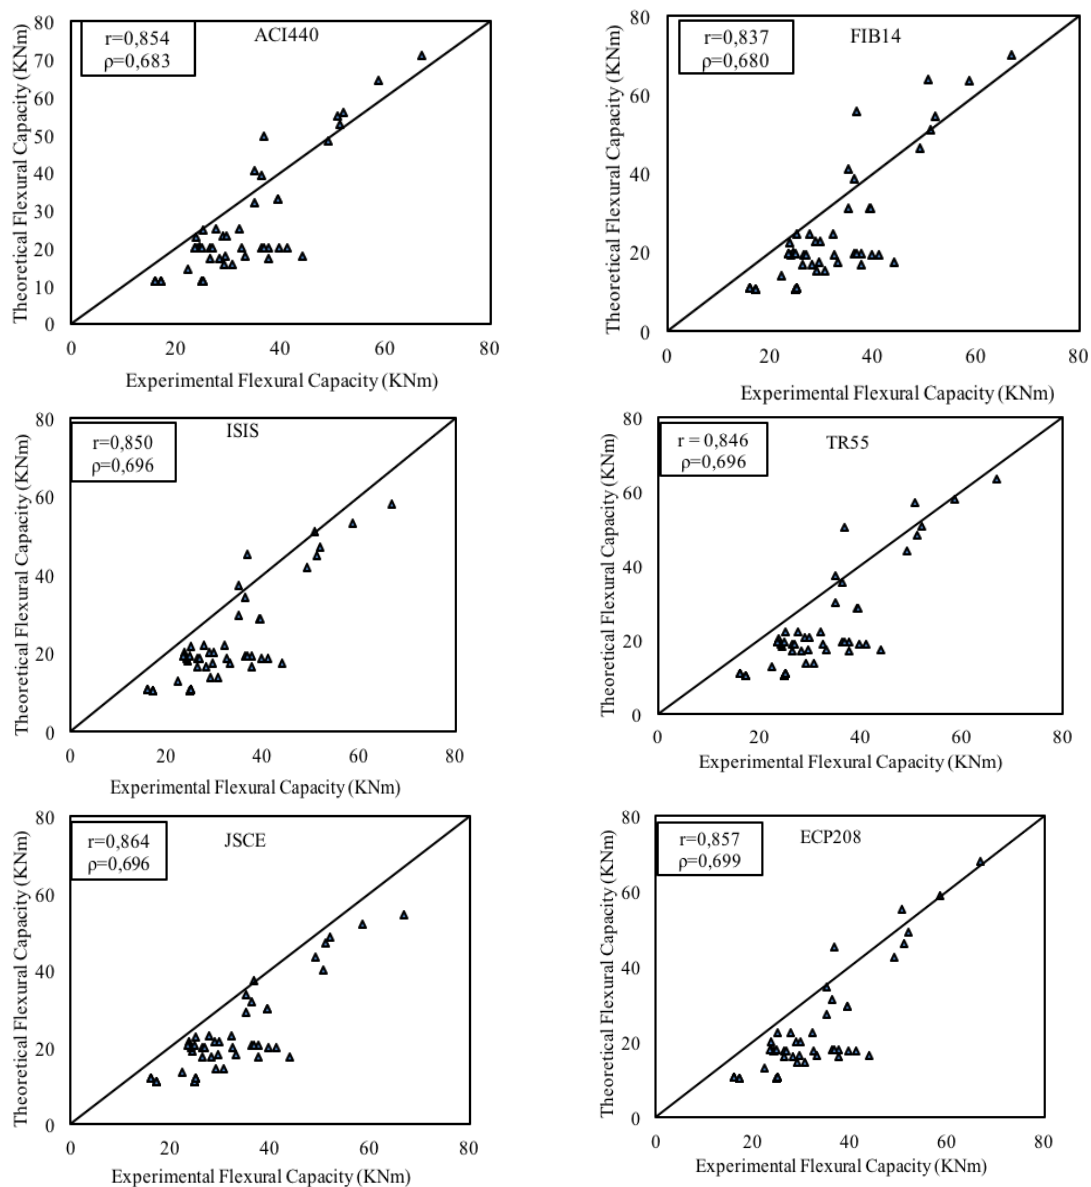 r=0,854
ρ=0,683
ACI440
Theoretical Flexural Capacity (KNm)
80
70
60
50
40
30
20
10
0
0 20 40 60 80
Experimental Flexural Capacity (KNm)
r=0,837
ρ=0,680
FIB14
Theoretical Flexural Capacity (KNm)
80
60
40
20
0
0 20 40 60 80
Experimental Flexural Capacity (KNm)
r=0,850
ρ=0,696
ISIS
Theoretical Flexural Capacity (KNm)
80
60
40
20
0
0 20 40 60 80
Experimental Flexural Capacity (KNm)
r = 0,846
ρ=0,696
TR55
Theoretical Flexural Capacity (KNm)
80
60
40
20
0
0 20 40 60 80
Experimental Flexural Capacity (KNm)
r=0,864
ρ=0,696
JSCE
Theoretical Flexural Capacity (KNm)
80
60
40
20
0
0 20 40 60 80
Experimental Flexural Capacity (KNm)
r=0,857
ρ=0,699
ECP208
Theoretical Flexural Capacity (KNm)
80
60
40
20
0
0 20 40 60 80
Experimental Flexural Capacity (KNm)